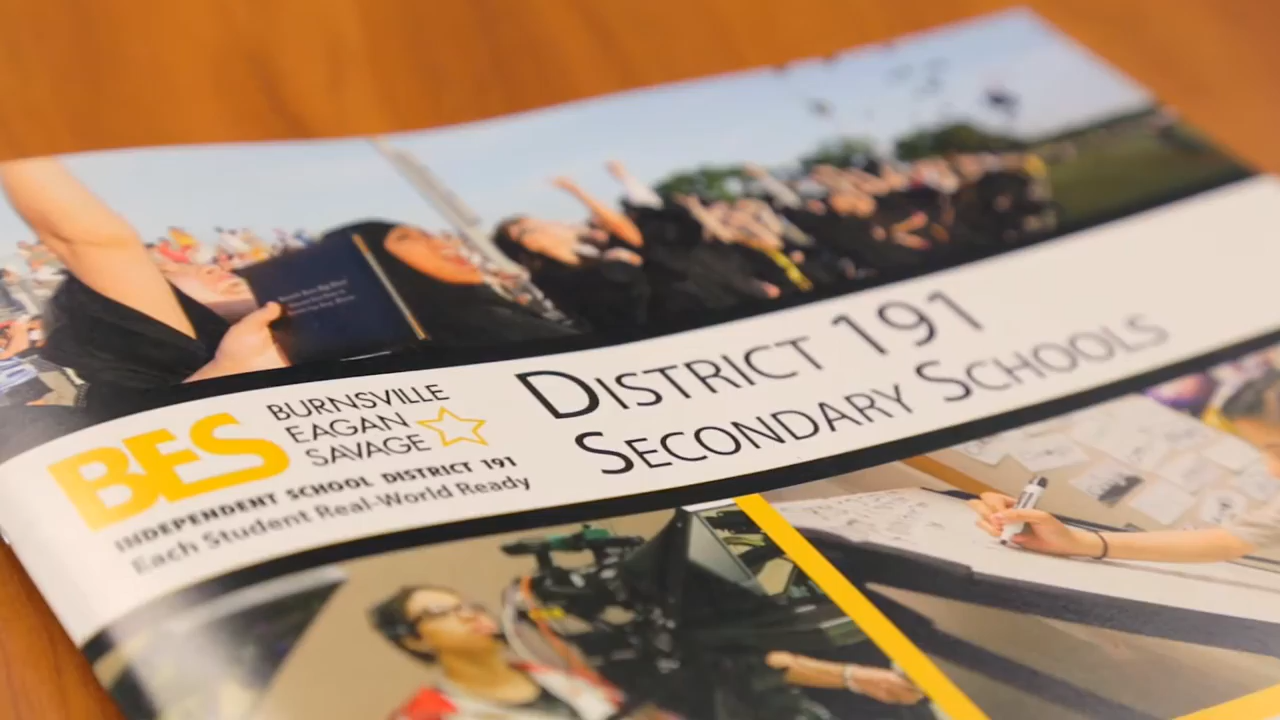 BES
BURNSVILLE
EAGAN
SAVAGE
INDEPENDENT SCHOOL DISTRICT 191
Each Student Real-World Ready
DISTRICT 191
SECONDARY SCHOOLS